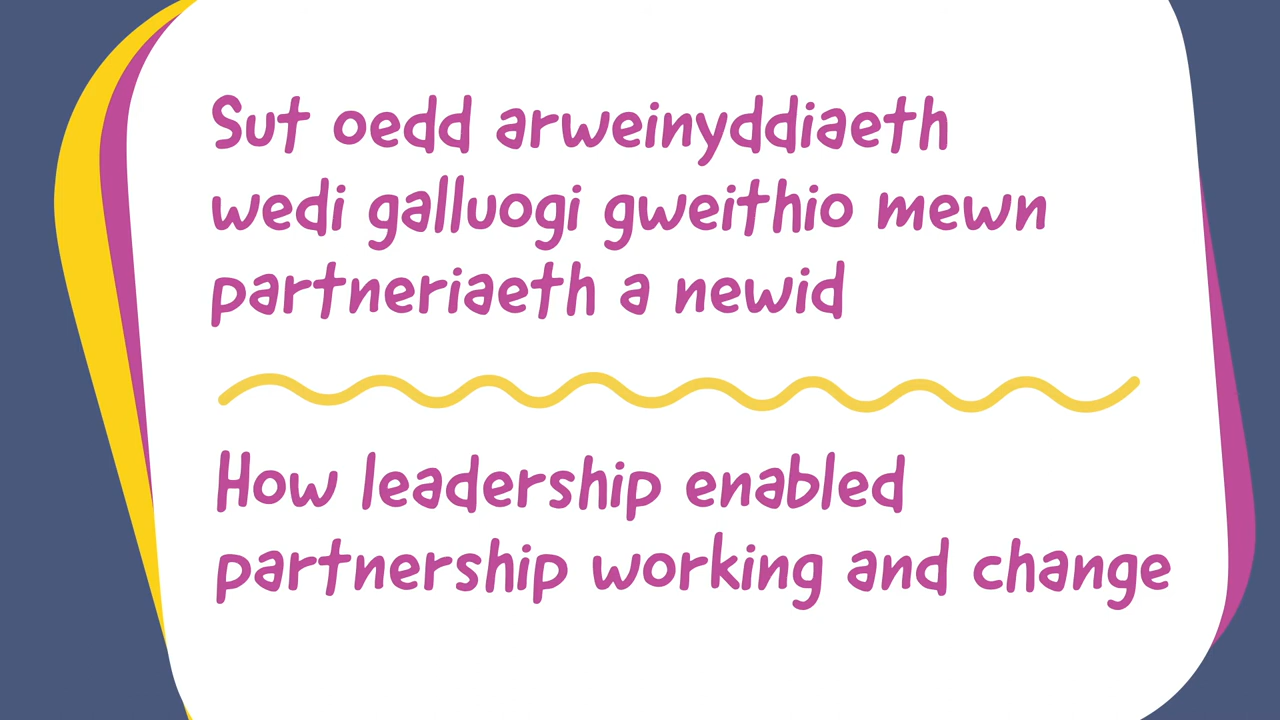 Sut oedd arweinyddiaeth
wedi galluogi gweithio mewn
partneriaeth a newid
How leadership enabled
partnership working and change